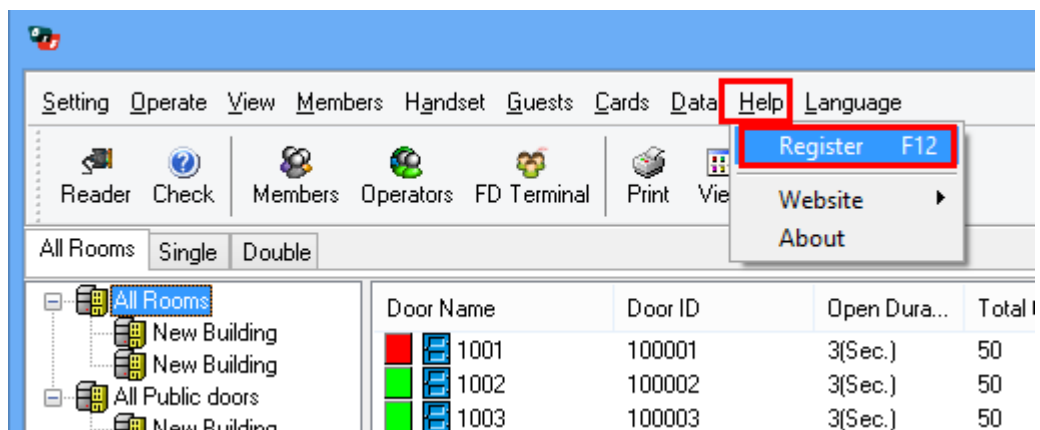 Setting Operate View Members Handset Guests Cards Data Help Language
Register F12
Reader Check Members Operators FD Terminal Print
Website
About
All Rooms Single Double
All Rooms
New Building
New Building
All Public doors
New Building
Door Name Door ID Open Dura... Total
1001 100001 3(Sec.) 50
1002 100002 3(Sec.) 50
1003 100003 3(Sec.) 50